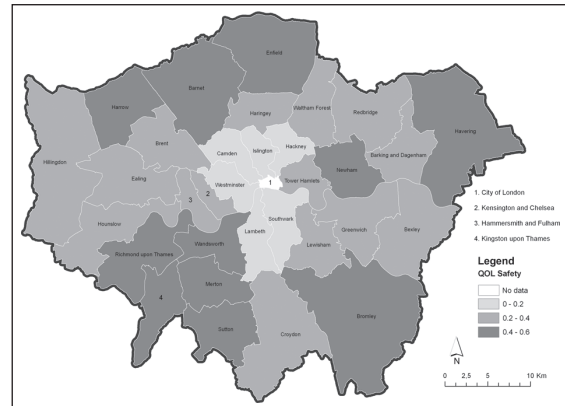 Enfield
Barnet
Harrow
Haringey
Waltham Forest
Redbridge
Havering
Brent
Camden
Islington
Hackney
Barking and Dagenham
Hillingdon
Ealing
Westminster
Tower Hamlets
Newham
1
2
3
Hounslow
Southwark
Lambeth
Greenwich
Bexley
Richmond upon Thames
Wandsworth
Lewisham
Merton
4
Sutton
Croydon
Bromley
1. City of London
2. Kensington and Chelsea
3. Hammersmith and Fulham
4. Kingston upon Thames
Legend
QOL Safety
No data
0 - 0.2
0.2 - 0.4
0.4 - 0.6
N
0 2,5 5 10 Km